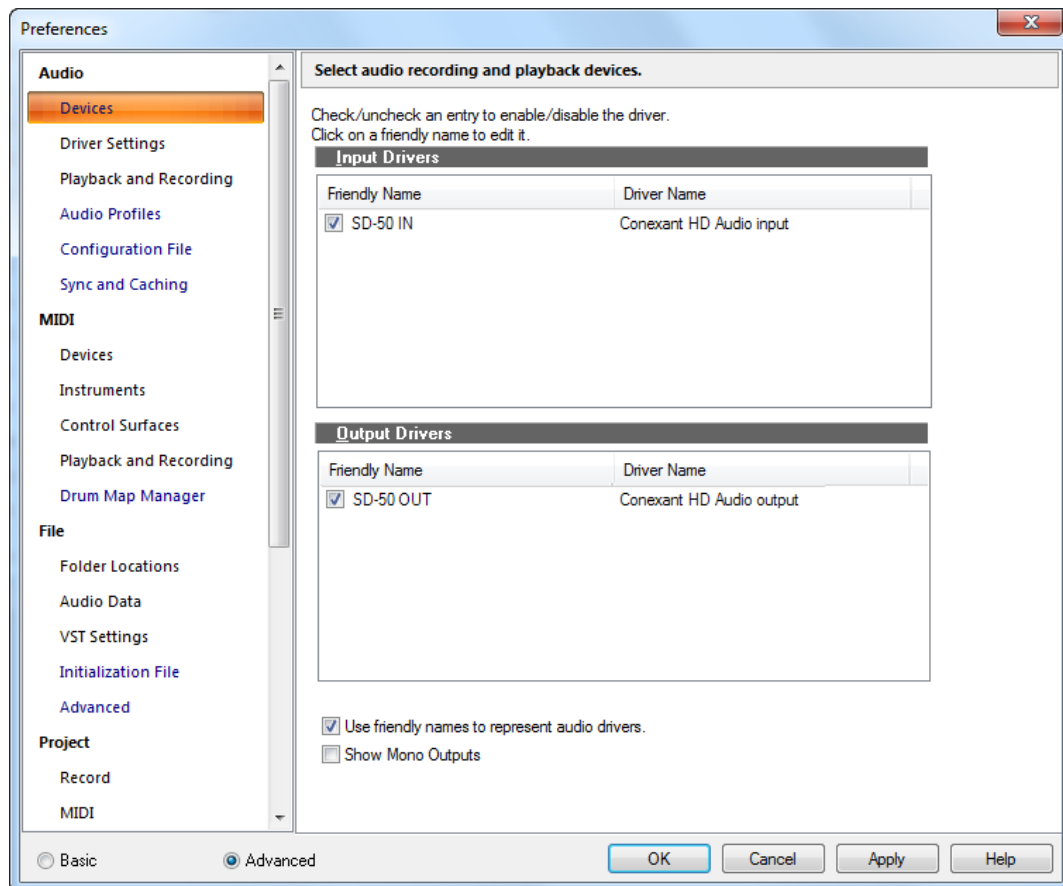 Preferences
Audio
Devices
Driver Settings
Playback and Recording
Audio Profiles
Configuration File
Sync and Caching
MIDI
Devices
Instruments
Control Surfaces
Playback and Recording
Drum Map Manager
File
Folder Locations
Audio Data
VST Settings
Initialization File
Advanced
Project
Record
MIDI
Select audio recording and playback devices.
Check/uncheck an entry to enable/disable the driver.
Click on a friendly name to edit it.
Input Drivers
Friendly Name Driver Name
SD-50 IN Conexant HD Audio input
Output Drivers
Friendly Name Driver Name
SD-50 OUT Conexant HD Audio output
Use friendly names to represent audio drivers.
Show Mono Outputs
Basic Advanced OK Cancel Apply Help